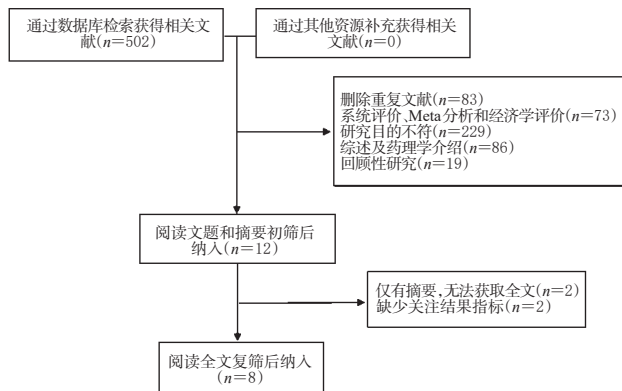 通过数据库检索获得相关文
献(n=502)
通过其他资源补充获得相关
文献(n=0)
删除重复文献(n=83)
系统评价、Meta分析和经济学评价(n=73)
研究目的不符(n=229)
综述及药理学介绍(n=86)
回顾性研究(n=19)
阅读文题和摘要初筛后
纳入(n=12)
仅有摘要,无法获取全文(n=2)
缺少关注结果指标(n=2)
阅读全文复筛后纳入
(n=8)